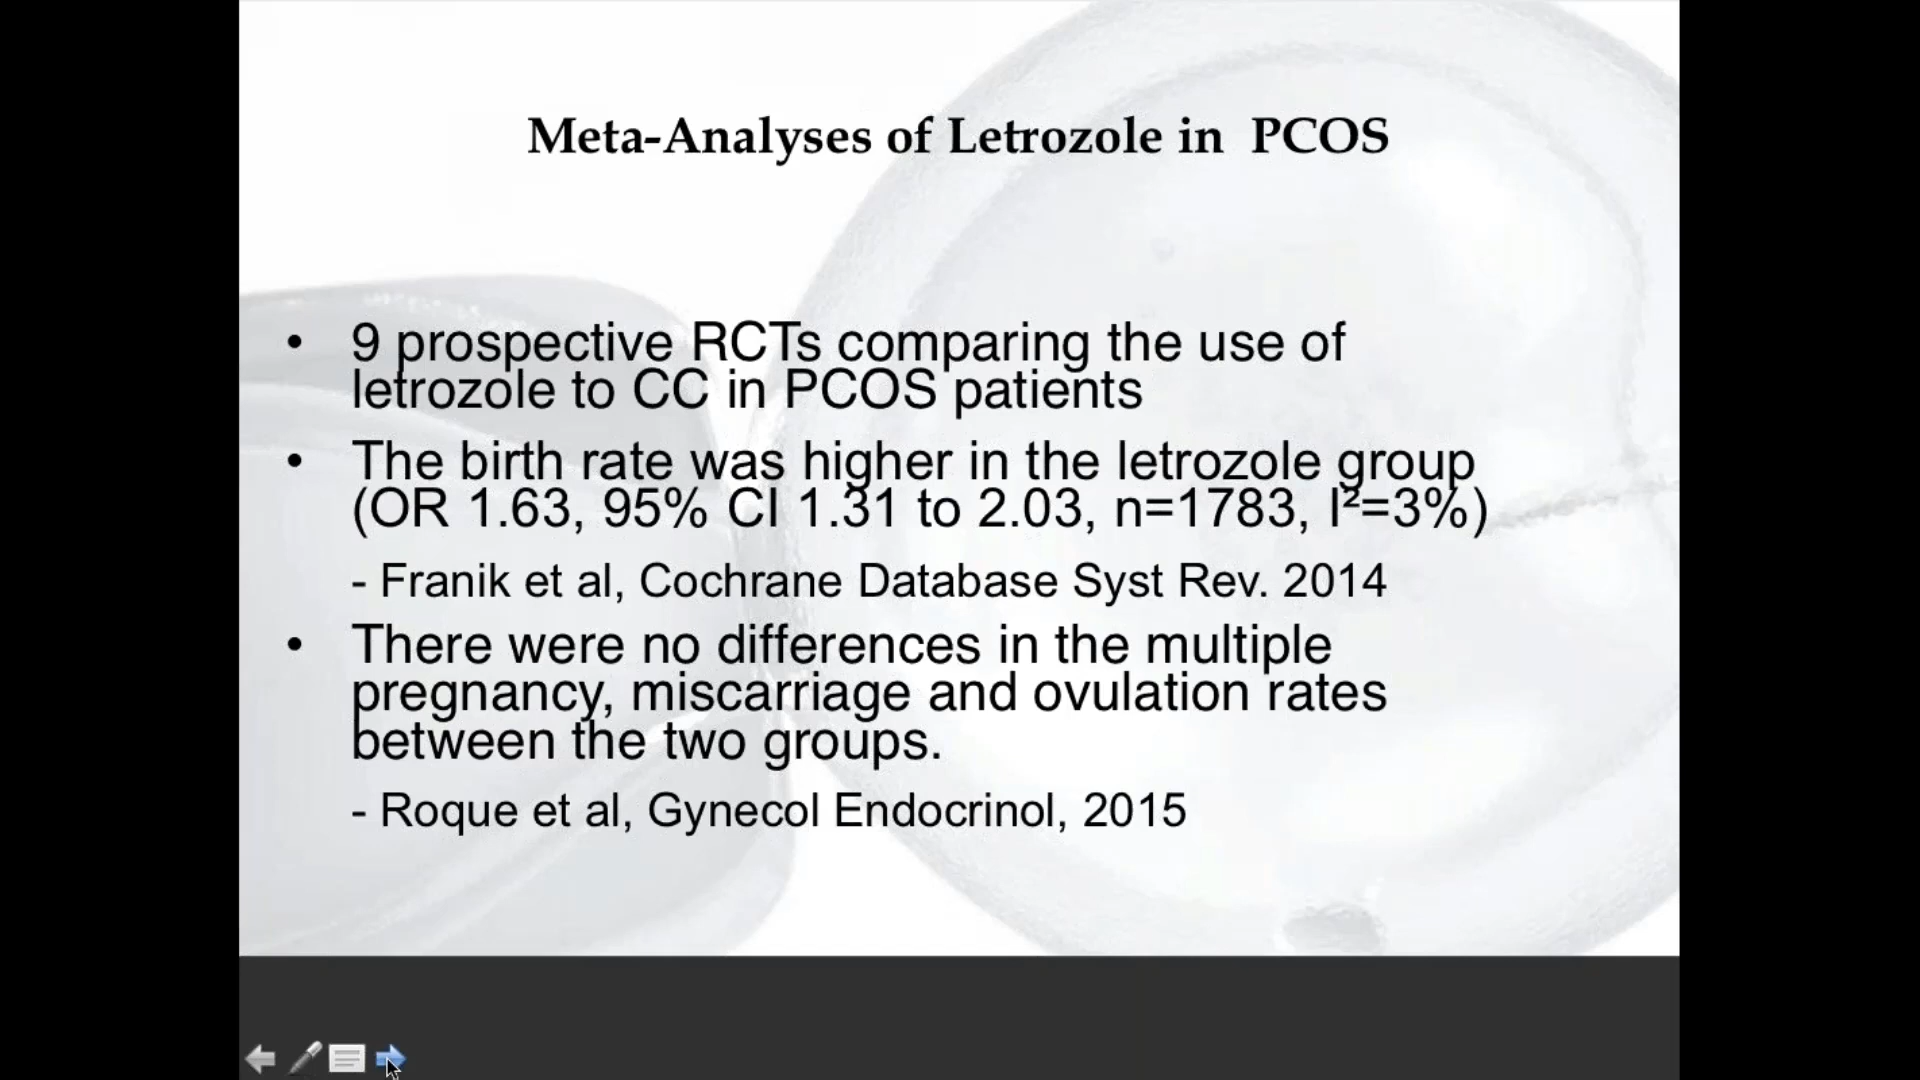 Meta-Analyses of Letrozole in PCOS
• 9 prospective RCTs comparing the use of
letrozole to CC in PCOS patients
• The birth rate was higher in the letrozole group
(OR 1.63, 95% CI 1.31 to 2.03, n=1783, I²=3%)
- Franik et al, Cochrane Database Syst Rev. 2014
• There were no differences in the multiple
pregnancy, miscarriage and ovulation rates
between the two groups.
- Roque et al, Gynecol Endocrinol, 2015